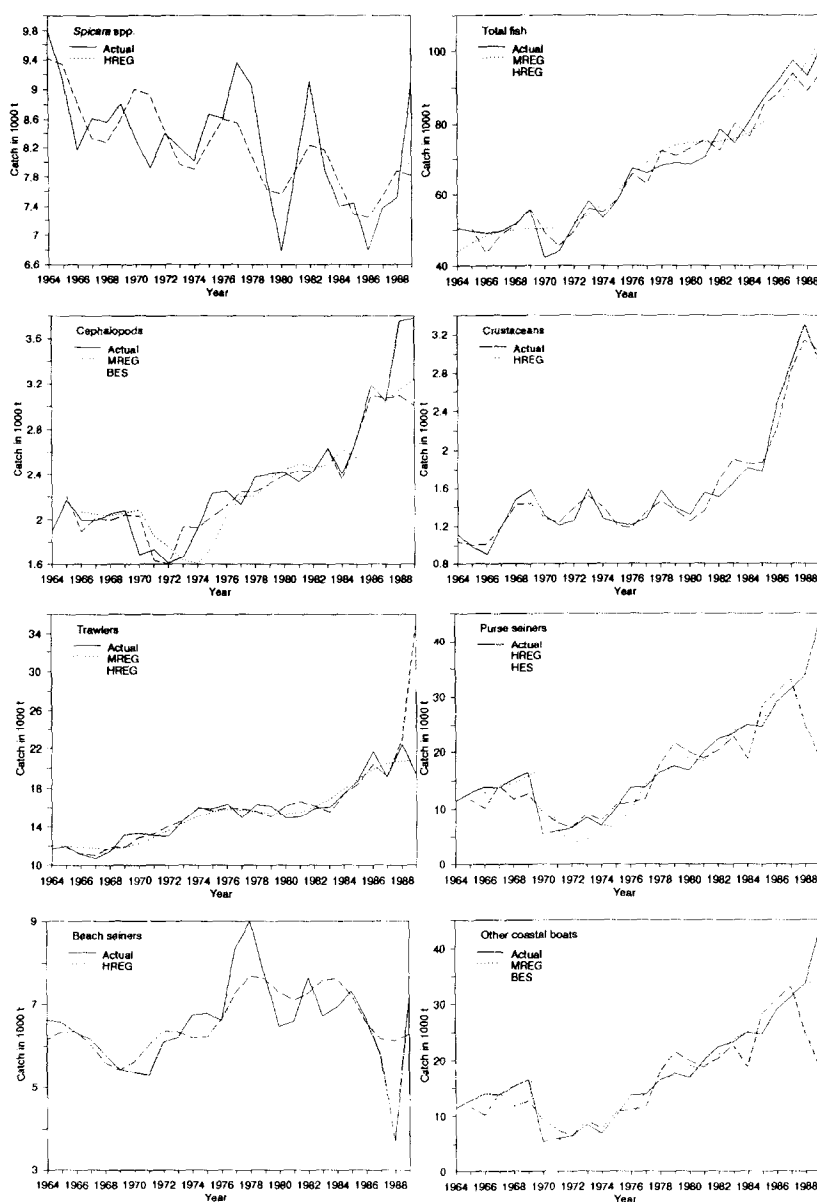 Spicara spp.
Actual
HREG
Catch in 1000 t
9.8
9.4
9
8.6
8.2
7.8
7.4
7
6.6
1964 1966 1968 1970 1972 1974 1976 1978 1980 1982 1984 1986 1988
Year
Total fish
Actual
MREG
HREG
Catch in 1000 t
100
80
60
40
1964 1966 1968 1970 1972 1974 1976 1978 1980 1982 1984 1986 1988
Year
Cephalopods
Actual
MREG
BES
Catch in 1000 t
3.6
3.2
2.8
2.4
2
1.6
1964 1966 1968 1970 1972 1974 1976 1978 1980 1982 1984 1986 1988
Year
Crustaceans
Actual
HREG
Catch in 1000 t
3.2
2.8
2.4
2
1.6
1.2
0.8
1964 1966 1968 1970 1972 1974 1976 1978 1980 1982 1984 1986 1988
Year
Trawlers
Actual
MREG
HREG
Catch in 1000 t
34
30
26
22
18
14
10
1964 1966 1968 1970 1972 1974 1976 1978 1980 1982 1984 1986 1988
Year
Purse seiners
Actual
HREG
HES
Catch in 1000 t
40
30
20
10
0
1964 1966 1968 1970 1972 1974 1976 1978 1980 1982 1984 1986 1988
Year
Beach seiners
Actual
HREG
Catch in 1000 t
9
7
5
3
1964 1966 1968 1970 1972 1974 1976 1978 1980 1982 1984 1986 1988
Year
Other coastal boats
Actual
MREG
BES
Catch in 1000 t
40
30
20
10
0
1964 1966 1968 1970 1972 1974 1976 1978 1980 1982 1984 1986 1988
Year